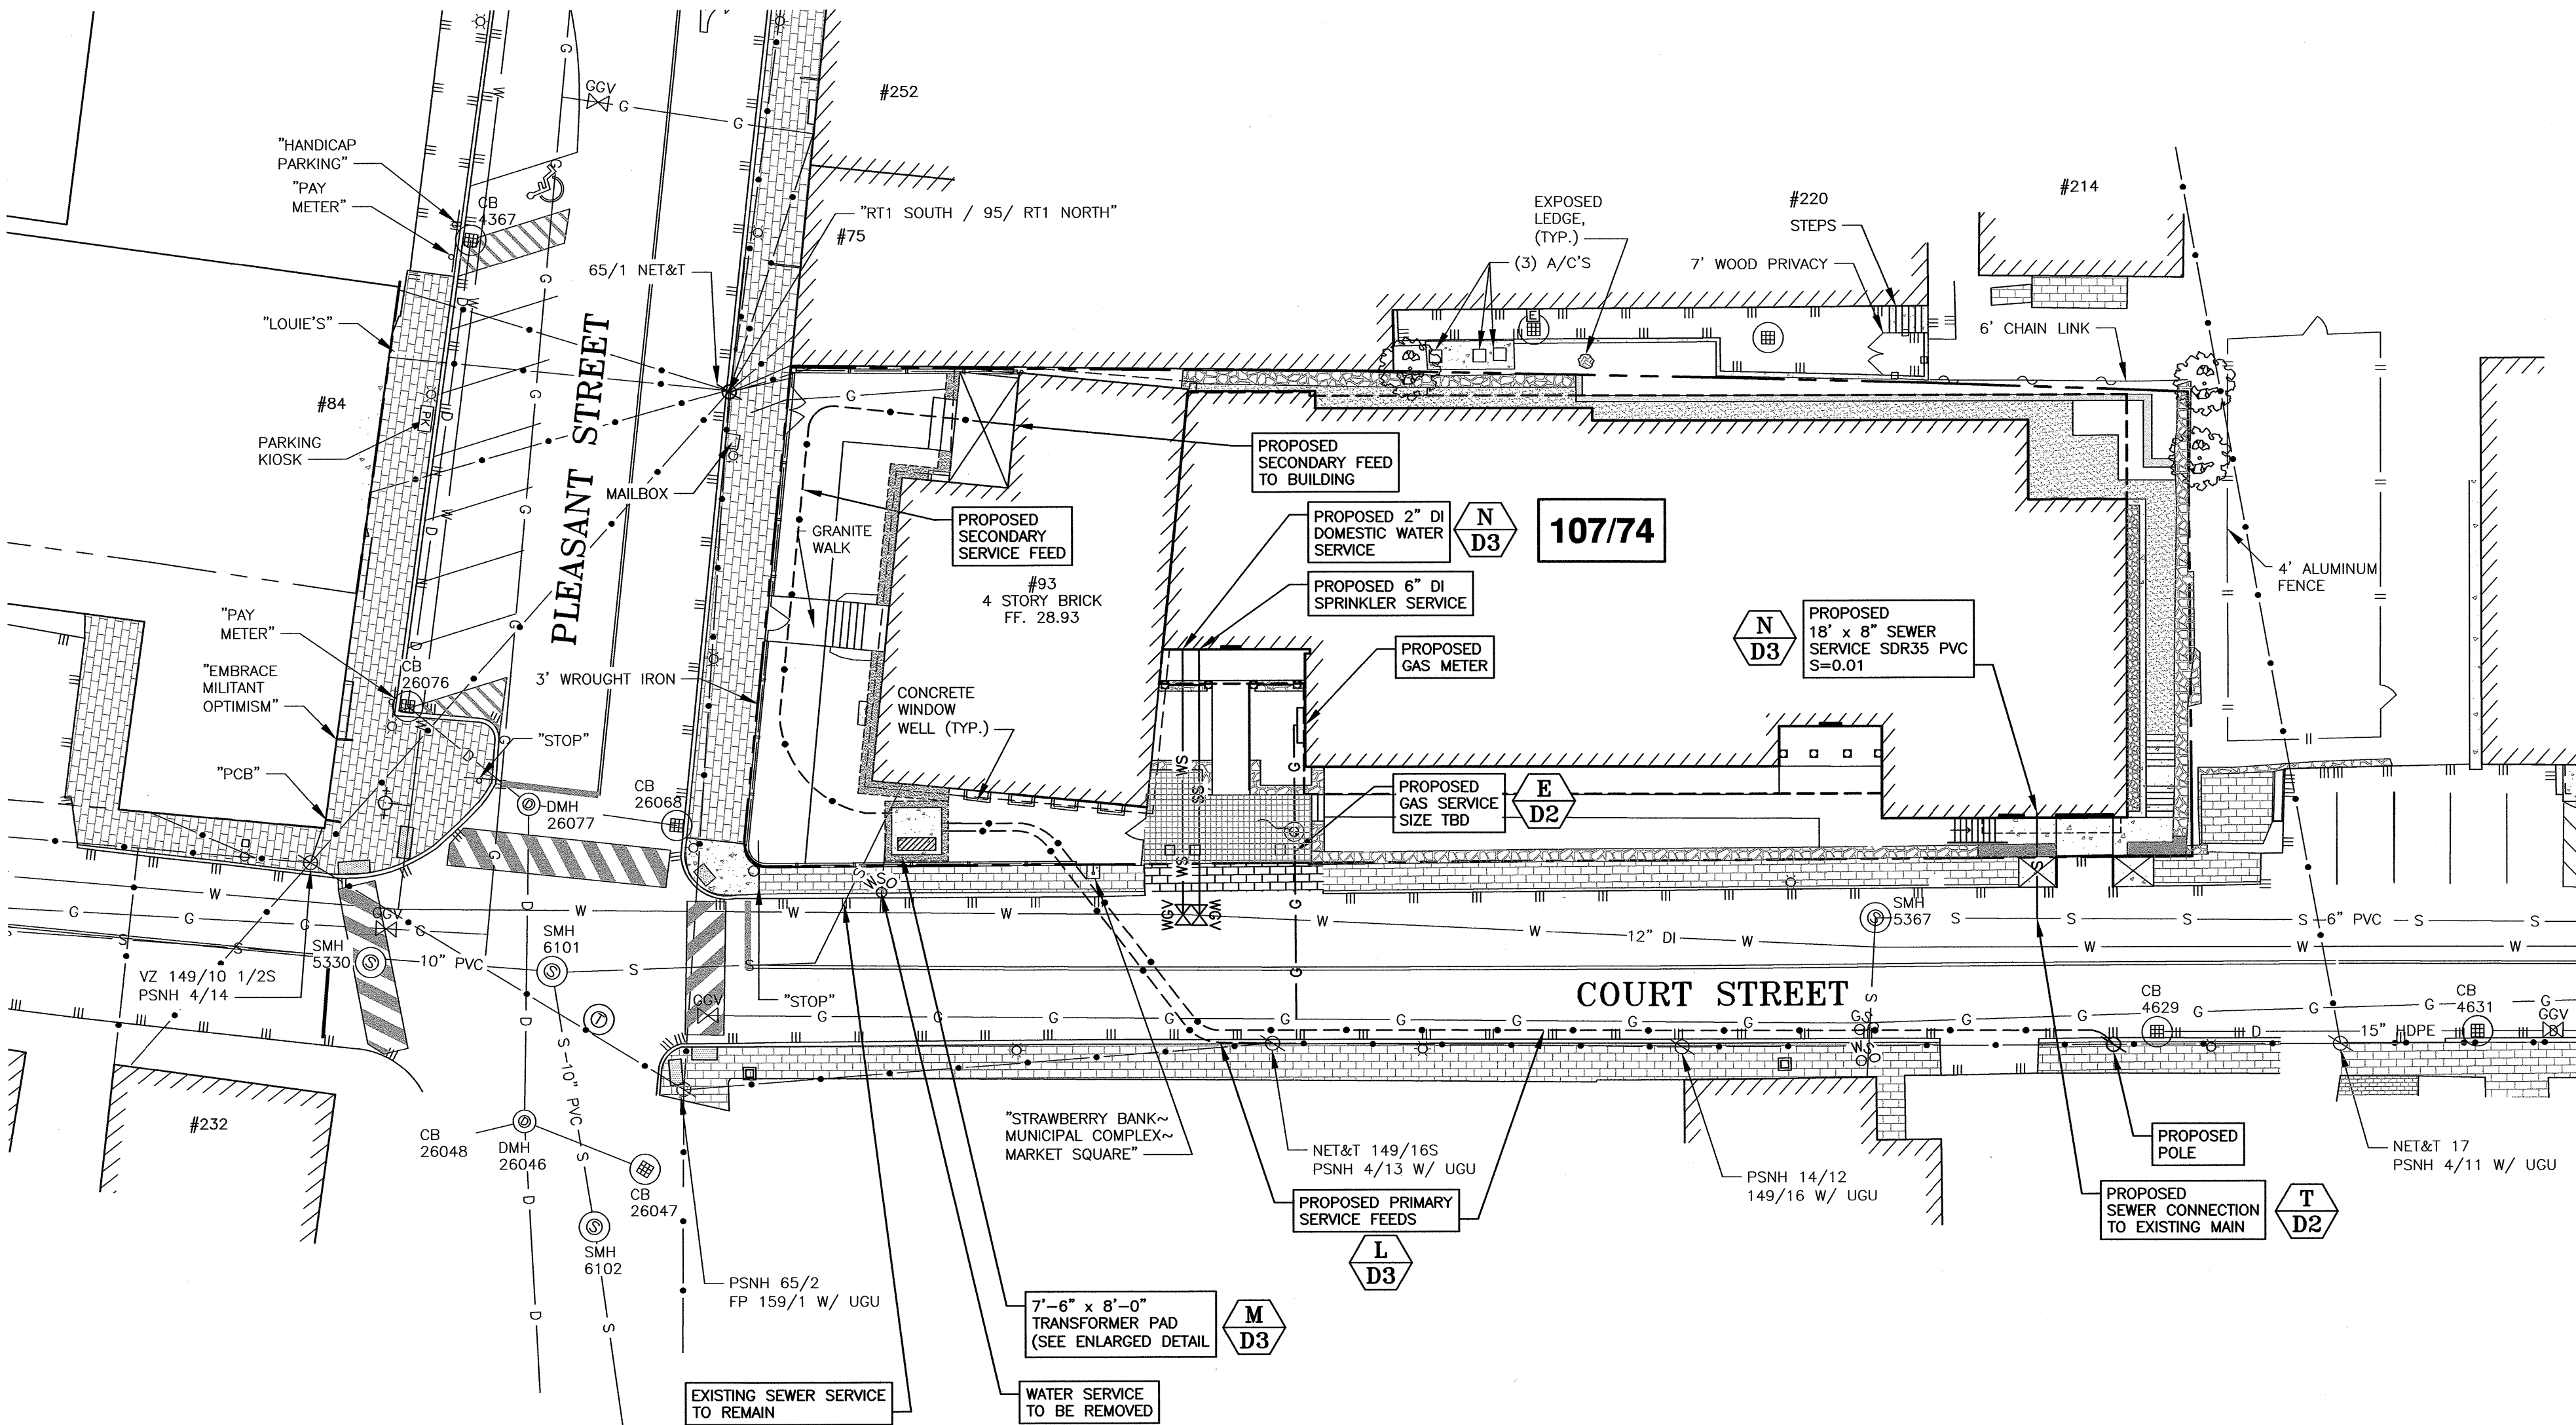 #252
GGV
"HANDICAP
PARKING"
"PAY
METER"
CB
4367
"RT1 SOUTH / 95/ RT1 NORTH"
#75
65/1 NET&T
EXPOSED
LEDGE,
(TYP.)
(3) A/C'S
#220
STEPS
7' WOOD PRIVACY
#214
6' CHAIN LINK
"LOUIE'S"
#84
PARKING
KIOSK
PK
PLEASANT STREET
MAILBOX
GRANITE
WALK
PROPOSED
SECONDARY
SERVICE FEED
PROPOSED
SECONDARY FEED
TO BUILDING
PROPOSED 2" DI
DOMESTIC WATER
SERVICE
N
D3
107/74
PROPOSED 6" DI
SPRINKLER SERVICE
#93
4 STORY BRICK
FF. 28.93
PROPOSED
GAS METER
N
D3
PROPOSED
18' x 8" SEWER
SERVICE SDR35 PVC
S=0.01
4' ALUMINUM
FENCE
"PAY
METER"
CB
26076
"EMBRACE
MILITANT
OPTIMISM"
3' WROUGHT IRON
CONCRETE
WINDOW
WELL (TYP.)
"STOP"
"PCB"
DMH
26077
CB
26068
PROPOSED
GAS SERVICE
SIZE TBD
E
D2
WS
SS
WS
WSO
WGV
WGV
GGV
SMH
5330
10" PVC
SMH
6101
VZ 149/10 1/2S
PSNH 4/14
"STOP"
GGV
12" DI
SMH
5367
6" PVC
COURT STREET
CB
4629
15" HDPE
CB
4631
GGV
S-10" PVC
#232
CB
26048
DMH
26046
CB
26047
SMH
6102
"STRAWBERRY BANK~
MUNICIPAL COMPLEX~
MARKET SQUARE"
NET&T 149/16S
PSNH 4/13 W/ UGU
PROPOSED PRIMARY
SERVICE FEEDS
L
D3
PSNH 14/12
149/16 W/ UGU
PROPOSED
POLE
NET&T 17
PSNH 4/11 W/ UGU
PROPOSED
SEWER CONNECTION
TO EXISTING MAIN
T
D2
PSNH 65/2
FP 159/1 W/ UGU
7'-6" x 8'-0"
TRANSFORMER PAD
(SEE ENLARGED DETAIL
M
D3
EXISTING SEWER SERVICE
TO REMAIN
WATER SERVICE
TO BE REMOVED